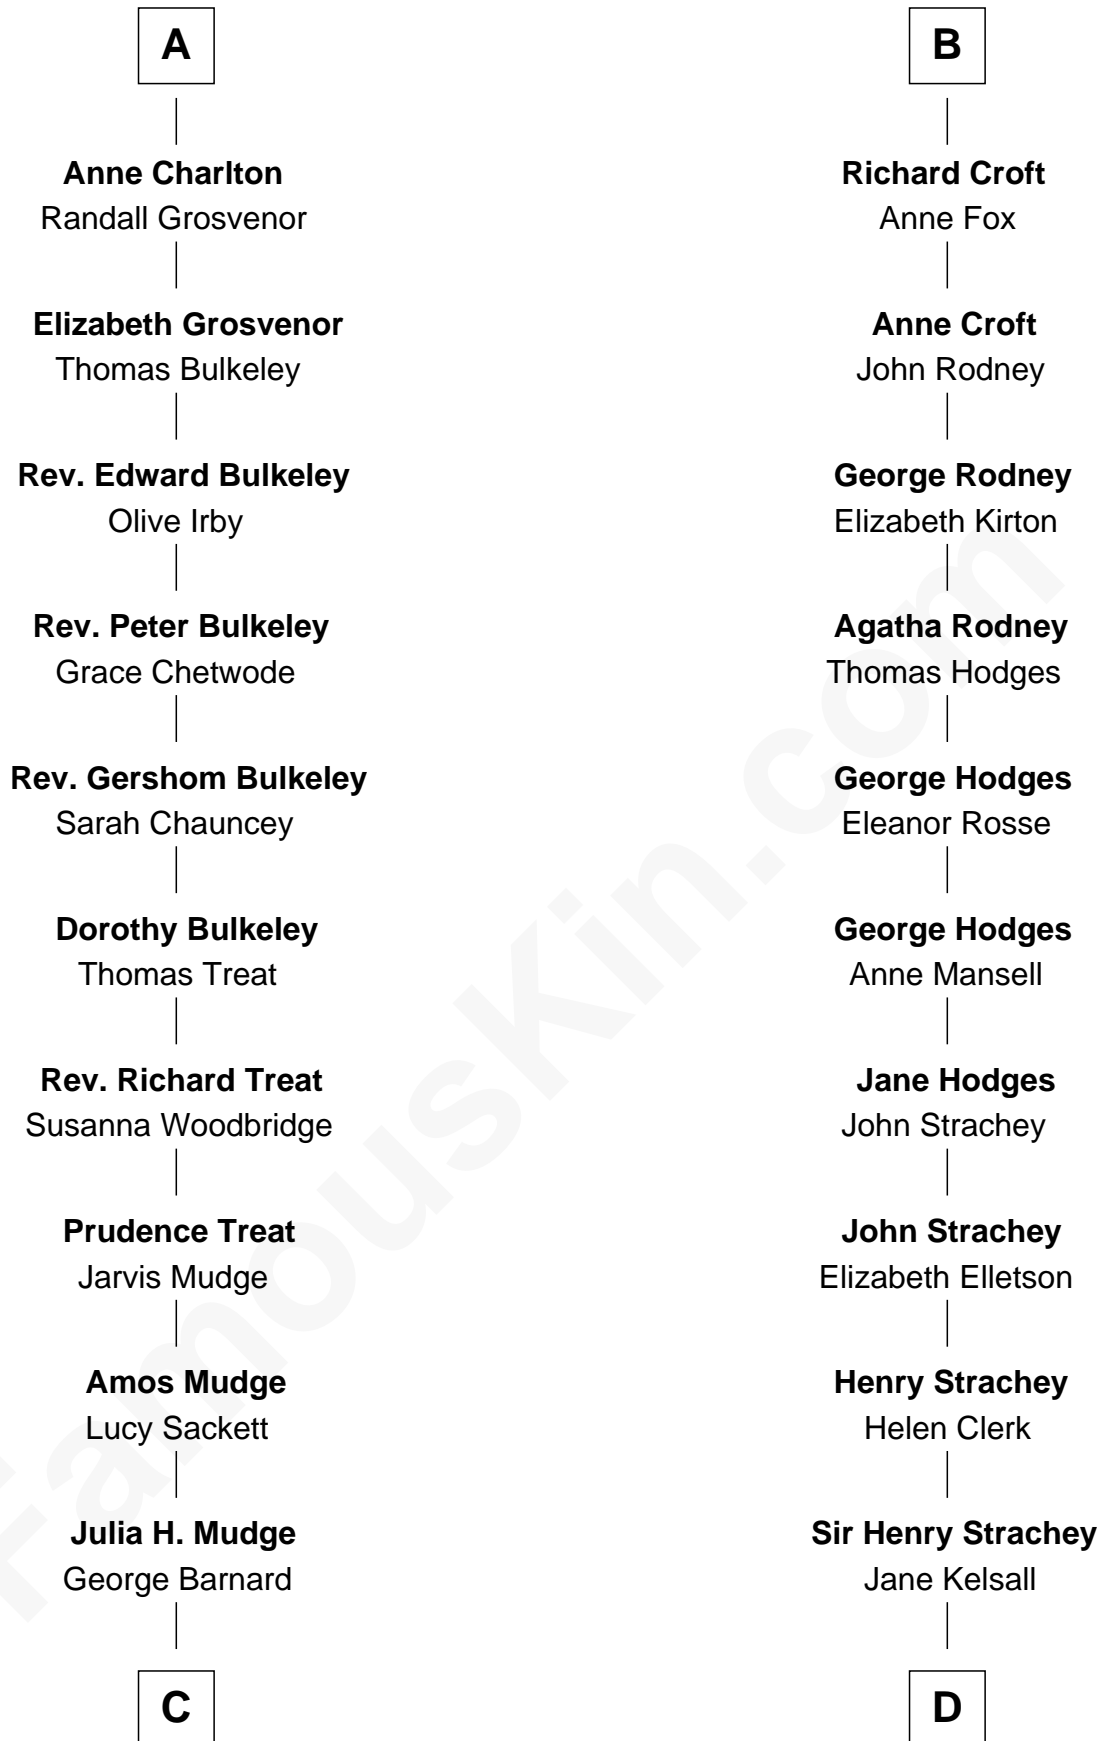 A
Anne Charlton
Randall Grosvenor
Elizabeth Grosvenor
Thomas Bulkeley
Rev. Edward Bulkeley
Olive Irby
Rev. Peter Bulkeley
Grace Chetwode
Rev. Gershom Bulkeley
Sarah Chauncey
Dorothy Bulkeley
Thomas Treat
Rev. Richard Treat
Susanna Woodbridge
Prudence Treat
Jarvis Mudge
Amos Mudge
Lucy Sackett
Julia H. Mudge
George Barnard
C
B
Richard Croft
Anne Fox
Anne Croft
John Rodney
George Rodney
Elizabeth Kirton
Agatha Rodney
Thomas Hodges
George Hodges
Eleanor Rosse
George Hodges
Anne Mansell
Jane Hodges
John Strachey
John Strachey
Elizabeth Elletson
Henry Strachey
Helen Clerk
Sir Henry Strachey
Jane Kelsall
D
FamousKin.com